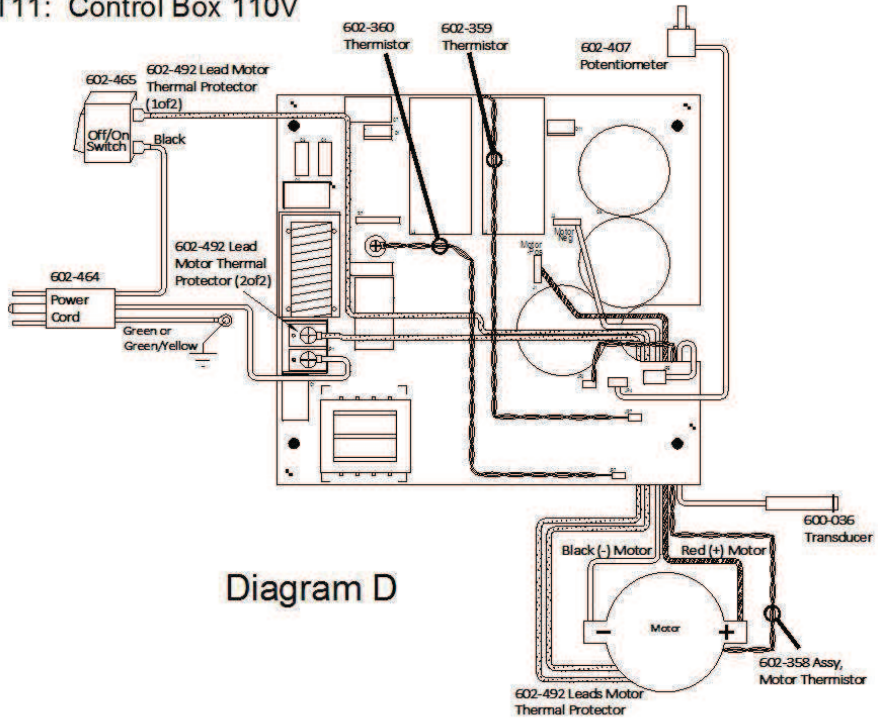 T11: Control Box 110V
602-360
Thermistor
602-359
Thermistor
602-407
Potentiometer
602-465
602-492 Lead Motor
Thermal Protector
(1of2)
Off/On
Switch
Black
Motor
Neg
Motor
Pos
602-492 Lead
Motor Thermal
Protector (2of2)
602-464
Power
Cord
Green or
Green/Yellow
600-036
Transducer
Black (-) Motor
Red (+) Motor
Diagram D
Motor
602-358 Assy,
Motor Thermistor
602-492 Leads Motor
Thermal Protector